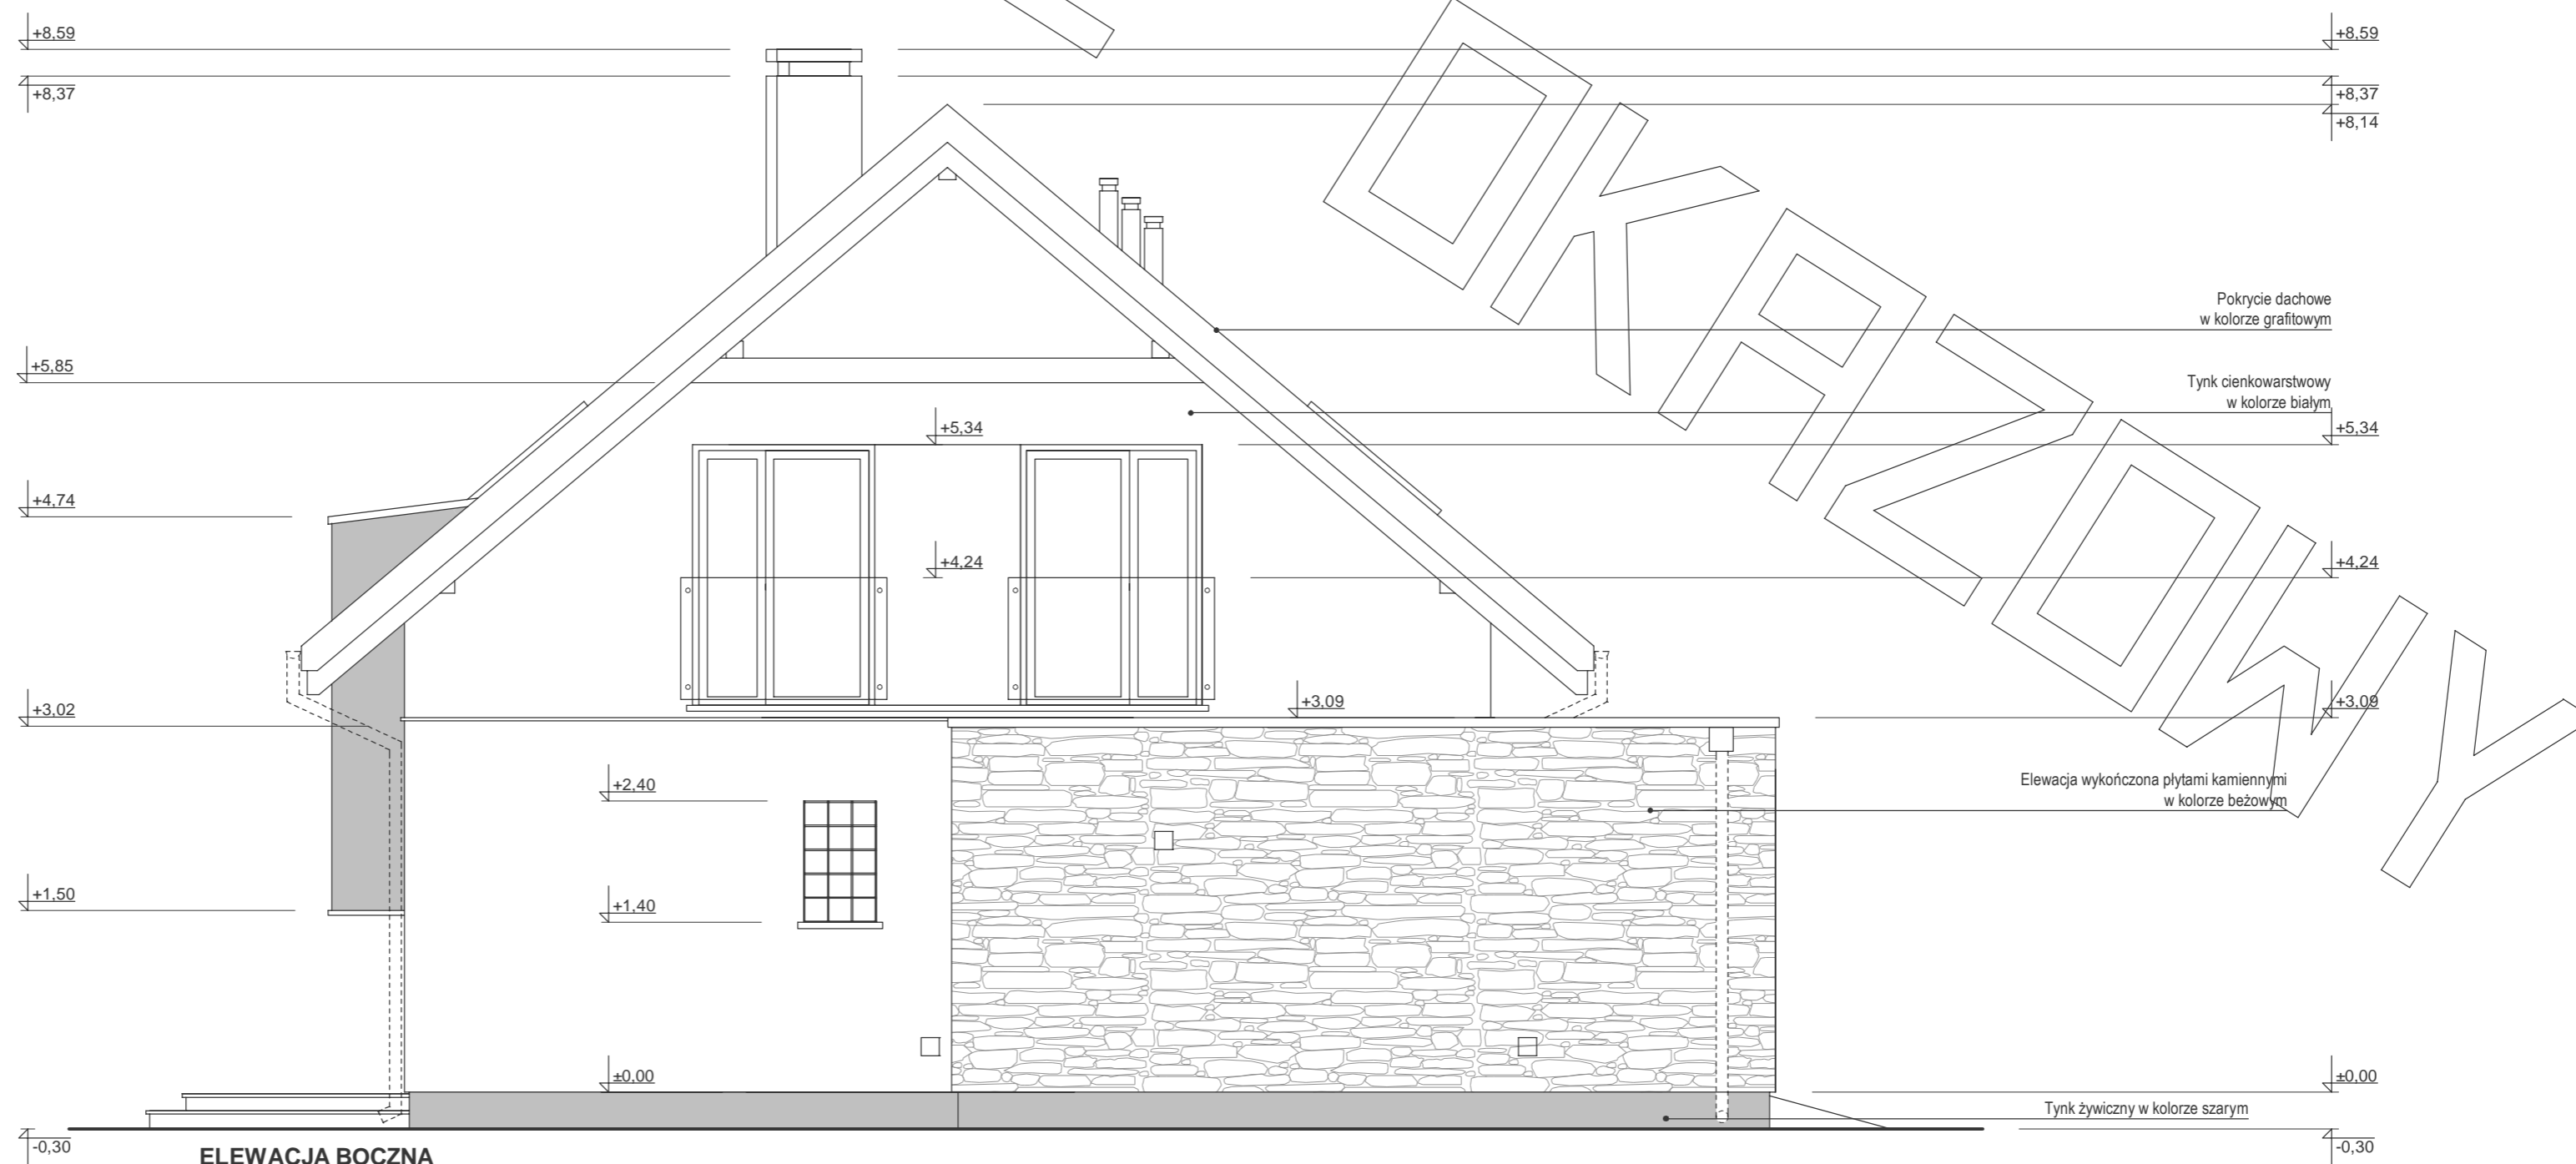 +8,59
+8,59
+8,37
+8,37
+8,14
Pokrycie dachowe
w kolorze grafitowym
+5,85
Tynk cienkowarstwowy
w kolorze białym
+5,34
+5,34
+4,74
+4,24
+4,24
+3,02
+3,09
+3,09
Elewacja wykończona płytami kamiennymi
w kolorze beżowym
+2,40
+1,50
+1,40
±0,00
±0,00
Tynk żywiczny w kolorze szarym
-0,30
-0,30
ELEWACJA BOCZNA
OKAZOWY